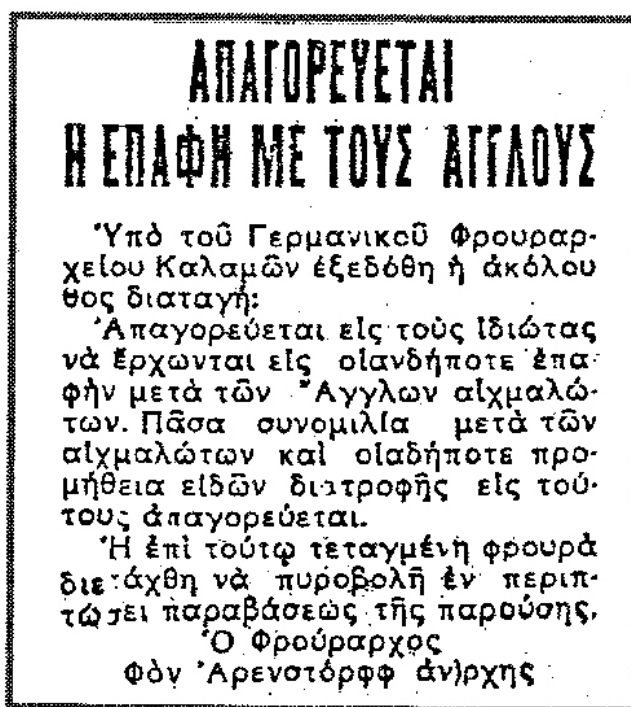 ΑΠΑΓΟΡΕΥΕΤΑΙ
Η ΕΠΑΦΗ ΜΕ ΤΟΥΣ ΑΓΓΛΟΥΣ
Ὑπὸ τοῦ Γερμανικοῦ Φρουραρ-
χείου Καλαμῶν ἐξεδόθη ἡ ἀκόλου
θος διαταγή:
Ἀπαγορεύεται εἰς τοὺς ἰδιώτας
νὰ ἔρχωνται εἰς οἱανδήποτε ἐπα-
φὴν μετὰ τῶν Ἄγγλων αἰχμαλώ-
των. Πᾶσα συνομιλία μετὰ τῶν
αἰχμαλώτων καὶ οἱαδήποτε προ-
μήθεια εἰδῶν διατροφῆς εἰς τού-
τους ἀπαγορεύεται.
Ἡ ἐπὶ τούτῳ τεταγμένη φρουρὰ
διετάχθη νὰ πυροβολῇ ἐν περιπ-
τώσει παραβάσεως τῆς παρούσης.
Ὁ Φρούραρχος
Φὸν Ἀρενστόρφφ ἀν)ρχης